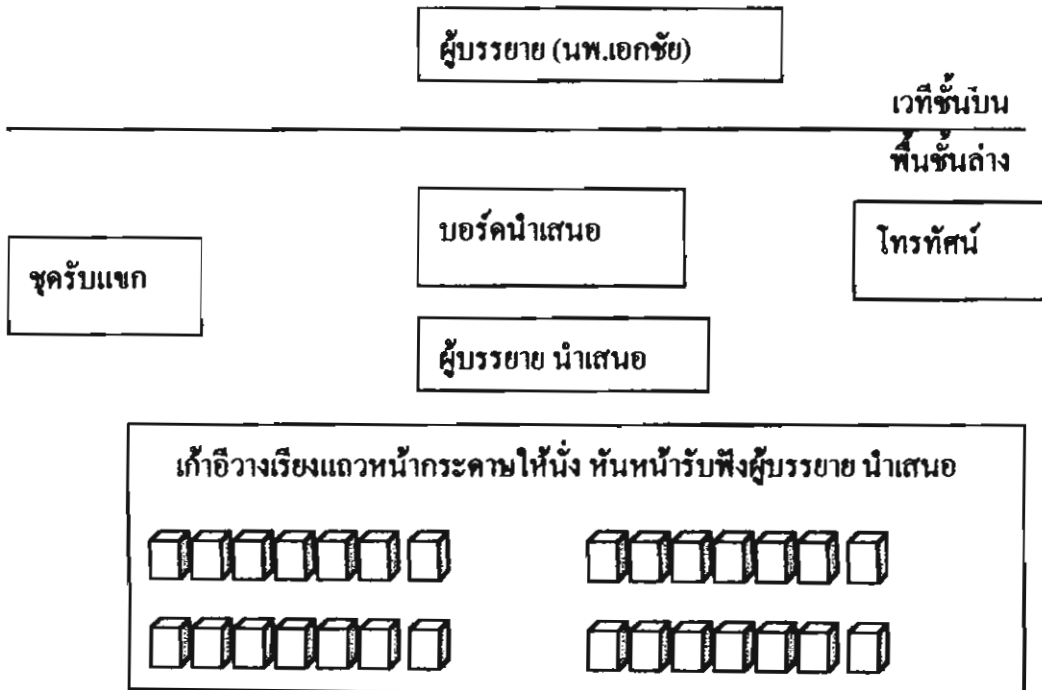 ผู้บรรยาย (นพ.เอกชัย)
เวทีชั้นบน
พื้นชั้นล่าง
บอร์ดนำเสนอ
โทรทัศน์
ชุดรับแขก
ผู้บรรยาย นำเสนอ
เก้าอี้วางเรียงแถวหน้ากระดาษให้นั่ง หันหน้ารับฟังผู้บรรยาย นำเสนอ